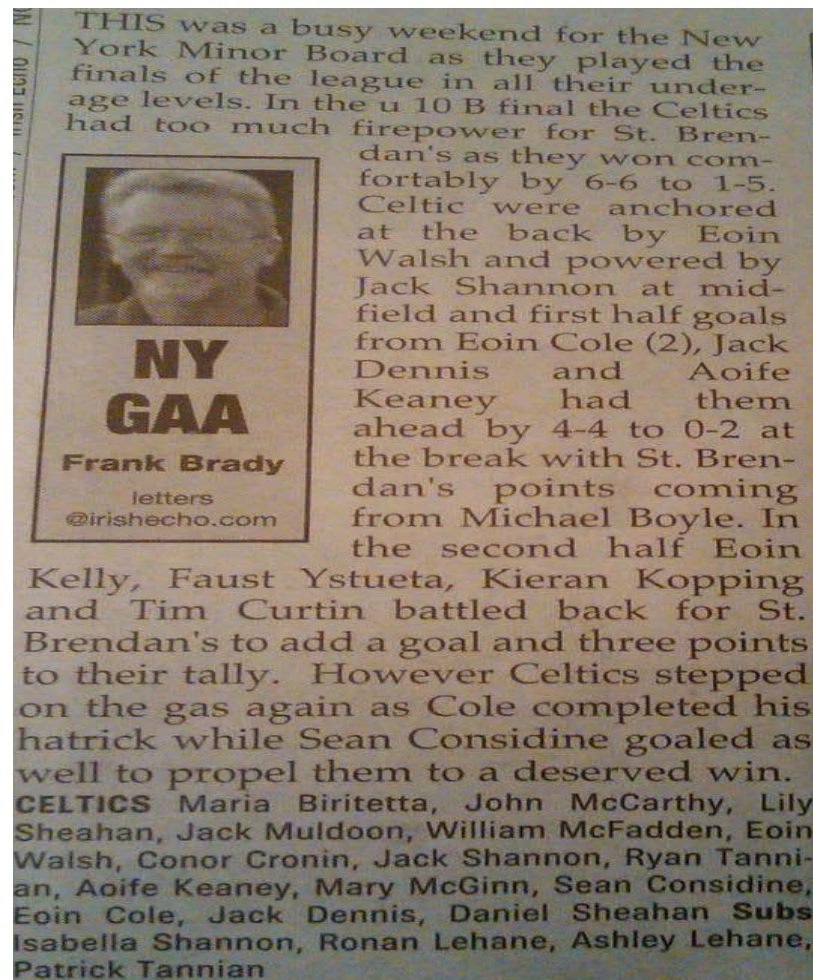 THIS was a busy weekend for the New
York Minor Board as they played the
finals of the league in all their under-
age levels. In the u 10 B final the Celtics
had too much firepower for St. Bren-
dan's as they won com-
fortably by 6-6 to 1-5.
Celtic were anchored
at the back by Eoin
Walsh and powered by
Jack Shannon at mid-
field and first half goals
from Eoin Cole (2), Jack
Dennis and Aoife
Keaney had them
ahead by 4-4 to 0-2 at
the break with St. Bren-
dan's points coming
from Michael Boyle. In
the second half Eoin
Kelly, Faust Ystueta, Kieran Kopping
and Tim Curtin battled back for St.
Brendan's to add a goal and three points
to their tally. However Celtics stepped
on the gas again as Cole completed his
hatrick while Sean Considine goaled as
well to propel them to a deserved win.
CELTICS Maria Biritetta, John McCarthy, Lily
Sheahan, Jack Muldoon, William McFadden, Eoin
Walsh, Conor Cronin, Jack Shannon, Ryan Tanni-
an, Aoife Keaney, Mary McGinn, Sean Considine,
Eoin Cole, Jack Dennis, Daniel Sheahan Subs
Isabella Shannon, Ronan Lehane, Ashley Lehane,
Patrick Tannian
NY
GAA
Frank Brady
letters
@irishecho.com